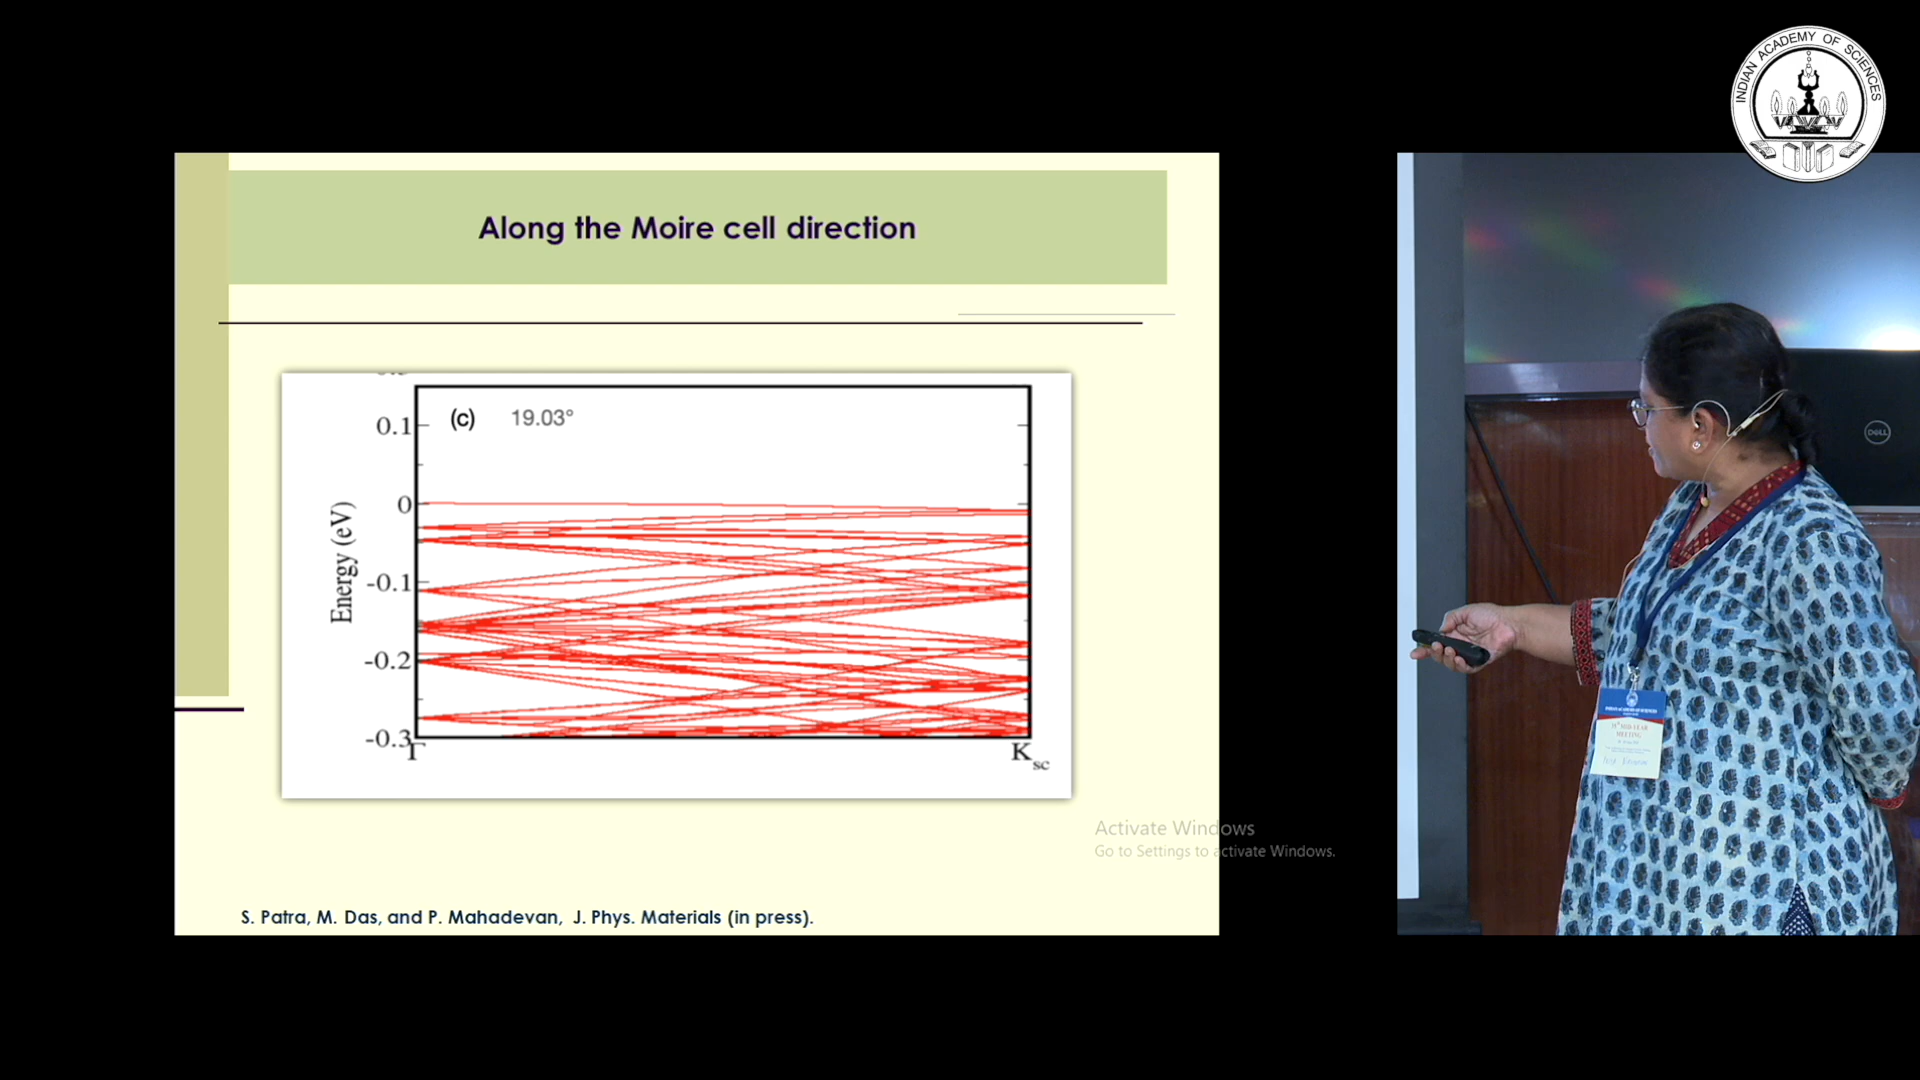 INDIAN ACADEMY OF SCIENCES
Along the Moire cell direction
(c) 19.03°
0.1
0
-0.1
-0.2
-0.3
Energy (eV)
Γ
K sc
DELL
MEETING
Activate Windows
Go to Settings to activate Windows.
S. Patra, M. Das, and P. Mahadevan, J. Phys. Materials (in press).